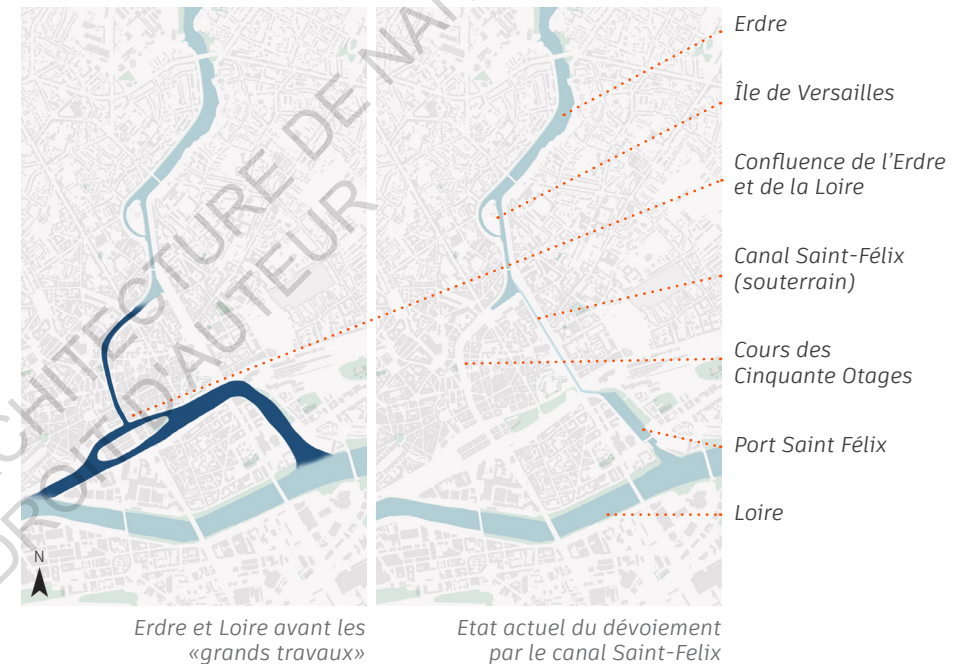 Erdre
Île de Versailles
Confluence de l'Erdre
et de la Loire
Canal Saint-Félix
(souterrain)
Cours des
Cinquante Otages
Port Saint Félix
Loire
N
Erdre et Loire avant les
«grands travaux»
Etat actuel du dévoiement
par le canal Saint-Felix
ARCHITECTURE DE NAN
DROIT D'AUTEUR